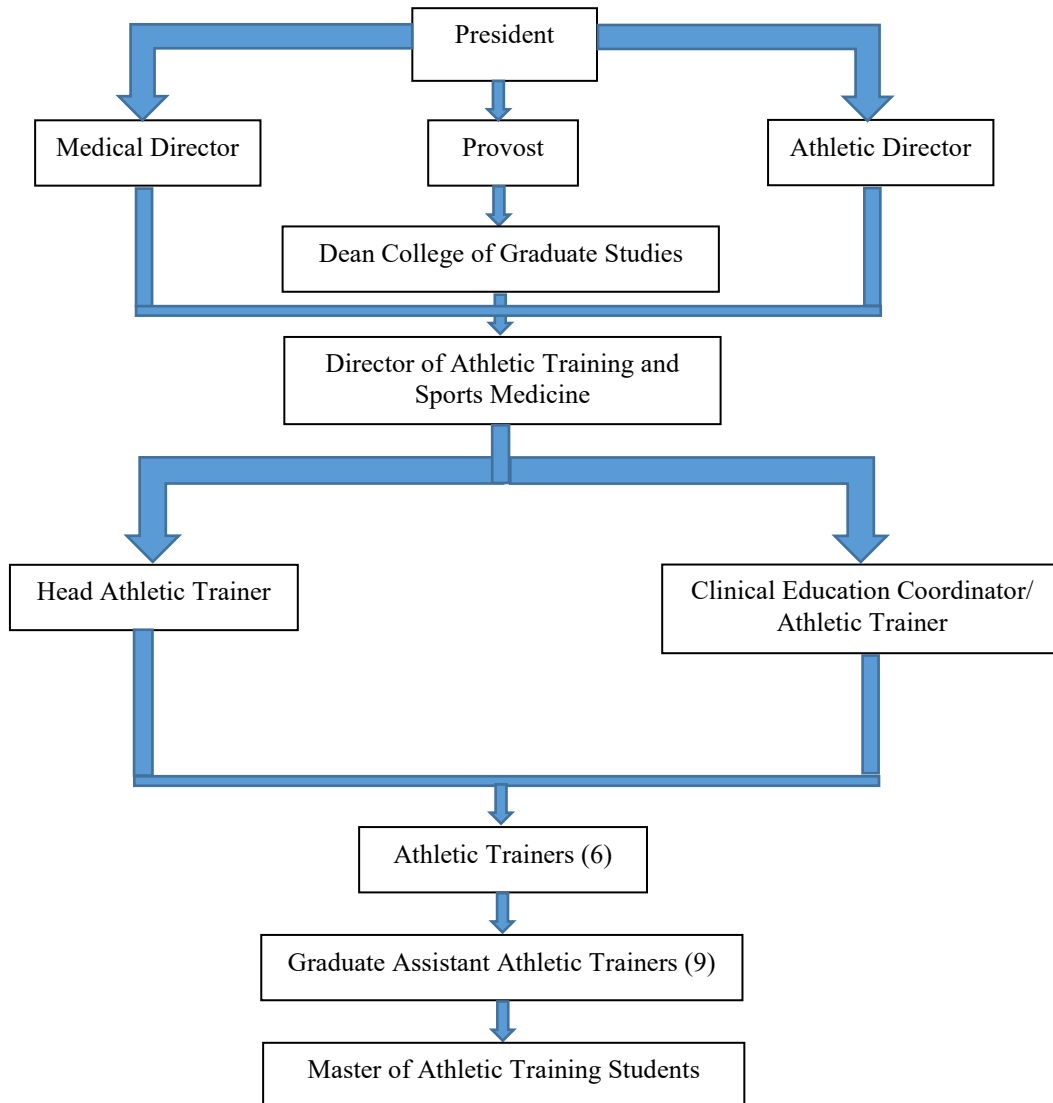 President
Medical Director
Provost
Athletic Director
Dean College of Graduate Studies
Director of Athletic Training and
Sports Medicine
Head Athletic Trainer
Clinical Education Coordinator/
Athletic Trainer
Athletic Trainers (6)
Graduate Assistant Athletic Trainers (9)
Master of Athletic Training Students